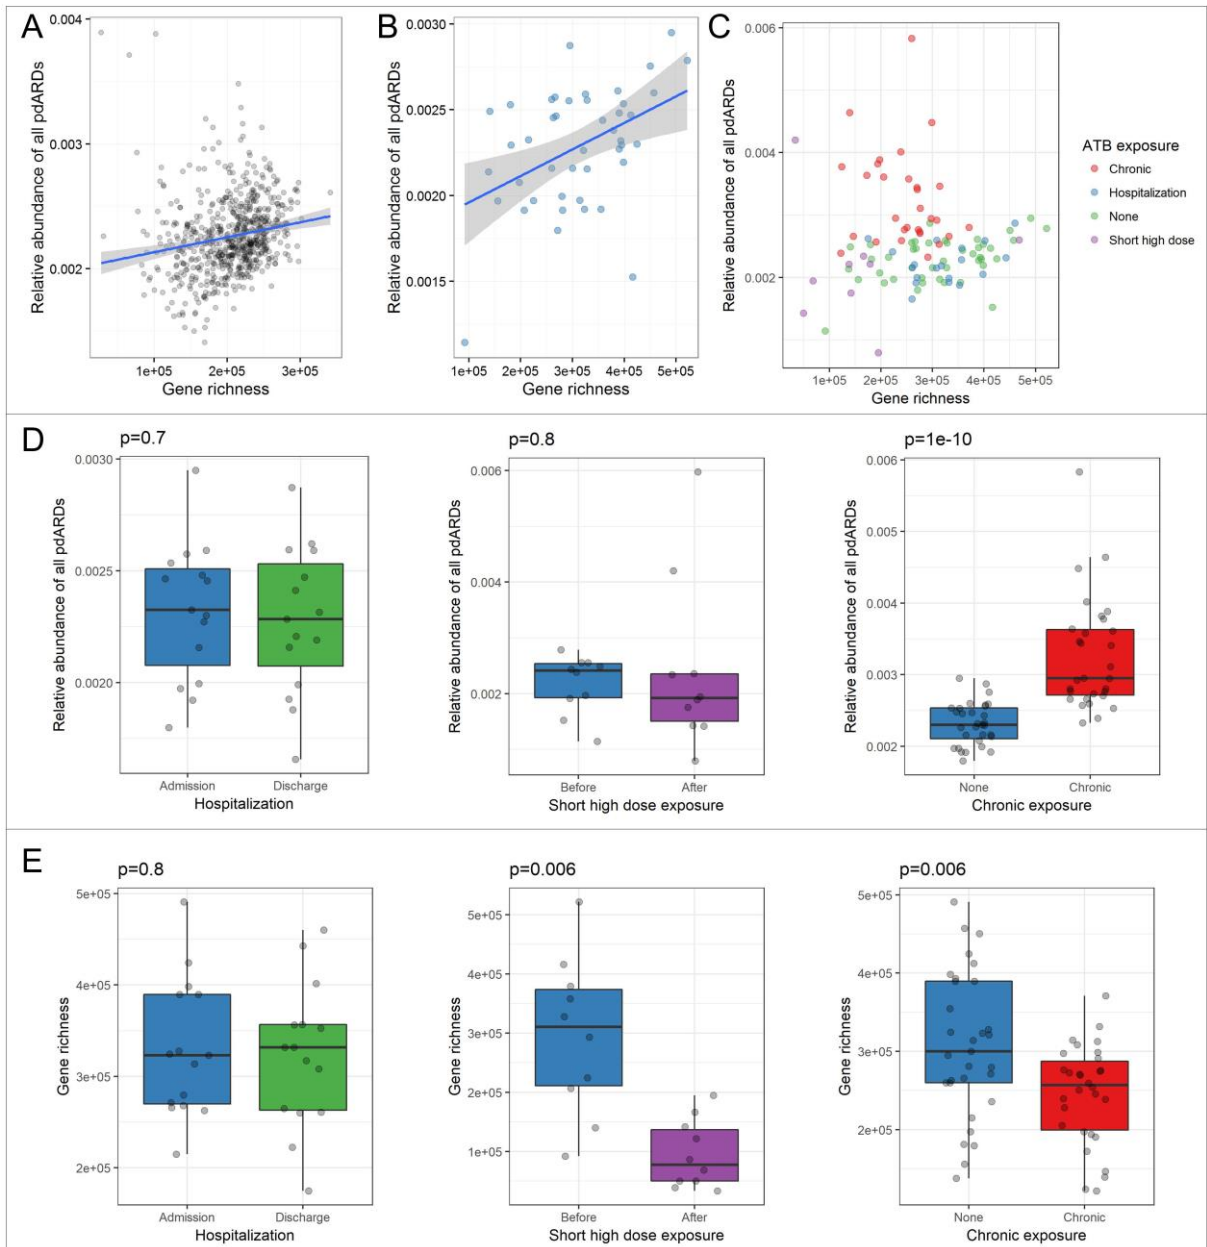 A
0.004
0.003
0.002
Relative abundance of all pdARDs
1e+05 2e+05 3e+05
Gene richness
B
0.0030
0.0025
0.0020
0.0015
Relative abundance of all pdARDs
1e+05 2e+05 3e+05 4e+05 5e+05
Gene richness
C
0.006
0.004
0.002
Relative abundance of all pdARDs
1e+05 2e+05 3e+05 4e+05 5e+05
Gene richness
ATB exposure
Chronic
Hospitalization
None
Short high dose
D
p=0.7
0.0030
0.0025
0.0020
Relative abundance of all pdARDs
Admission Discharge
Hospitalization
p=0.8
0.006
0.004
0.002
Relative abundance of all pdARDs
Before After
Short high dose exposure
p=1e-10
0.006
0.005
0.004
0.003
0.002
Relative abundance of all pdARDs
None Chronic
Chronic exposure
E
p=0.8
5e+05
4e+05
3e+05
2e+05
Gene richness
Admission Discharge
Hospitalization
p=0.006
5e+05
4e+05
3e+05
2e+05
1e+05
Gene richness
Before After
Short high dose exposure
p=0.006
5e+05
4e+05
3e+05
2e+05
Gene richness
None Chronic
Chronic exposure